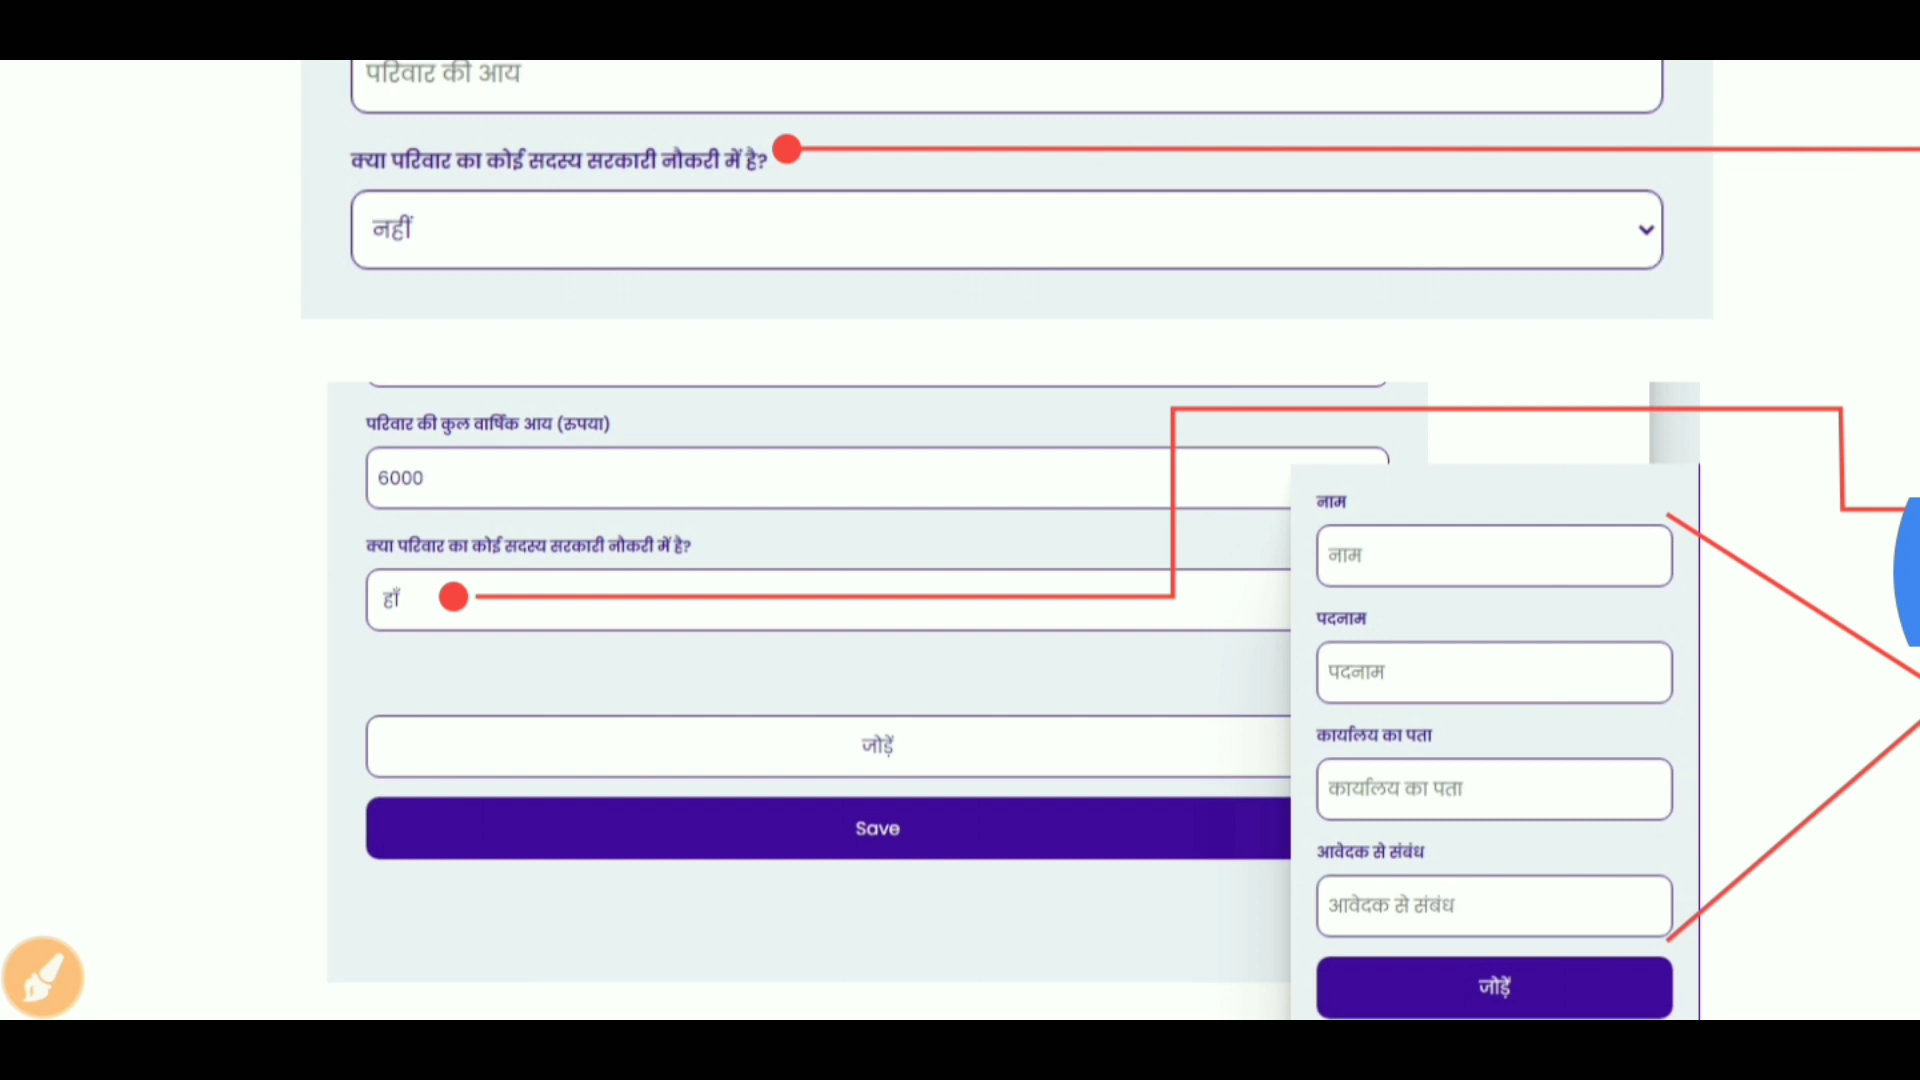 परिवार की आय
क्या परिवार का कोई सदस्य सरकारी नौकरी में है?
नहीं
परिवार की कुल वार्षिक आय (रुपया)
6000
क्या परिवार का कोई सदस्य सरकारी नौकरी में है?
हाँ
जोड़ें
Save
नाम
नाम
पदनाम
पदनाम
कार्यालय का पता
कार्यालय का पता
आवेदक से संबंध
आवेदक से संबंध
जोड़ें